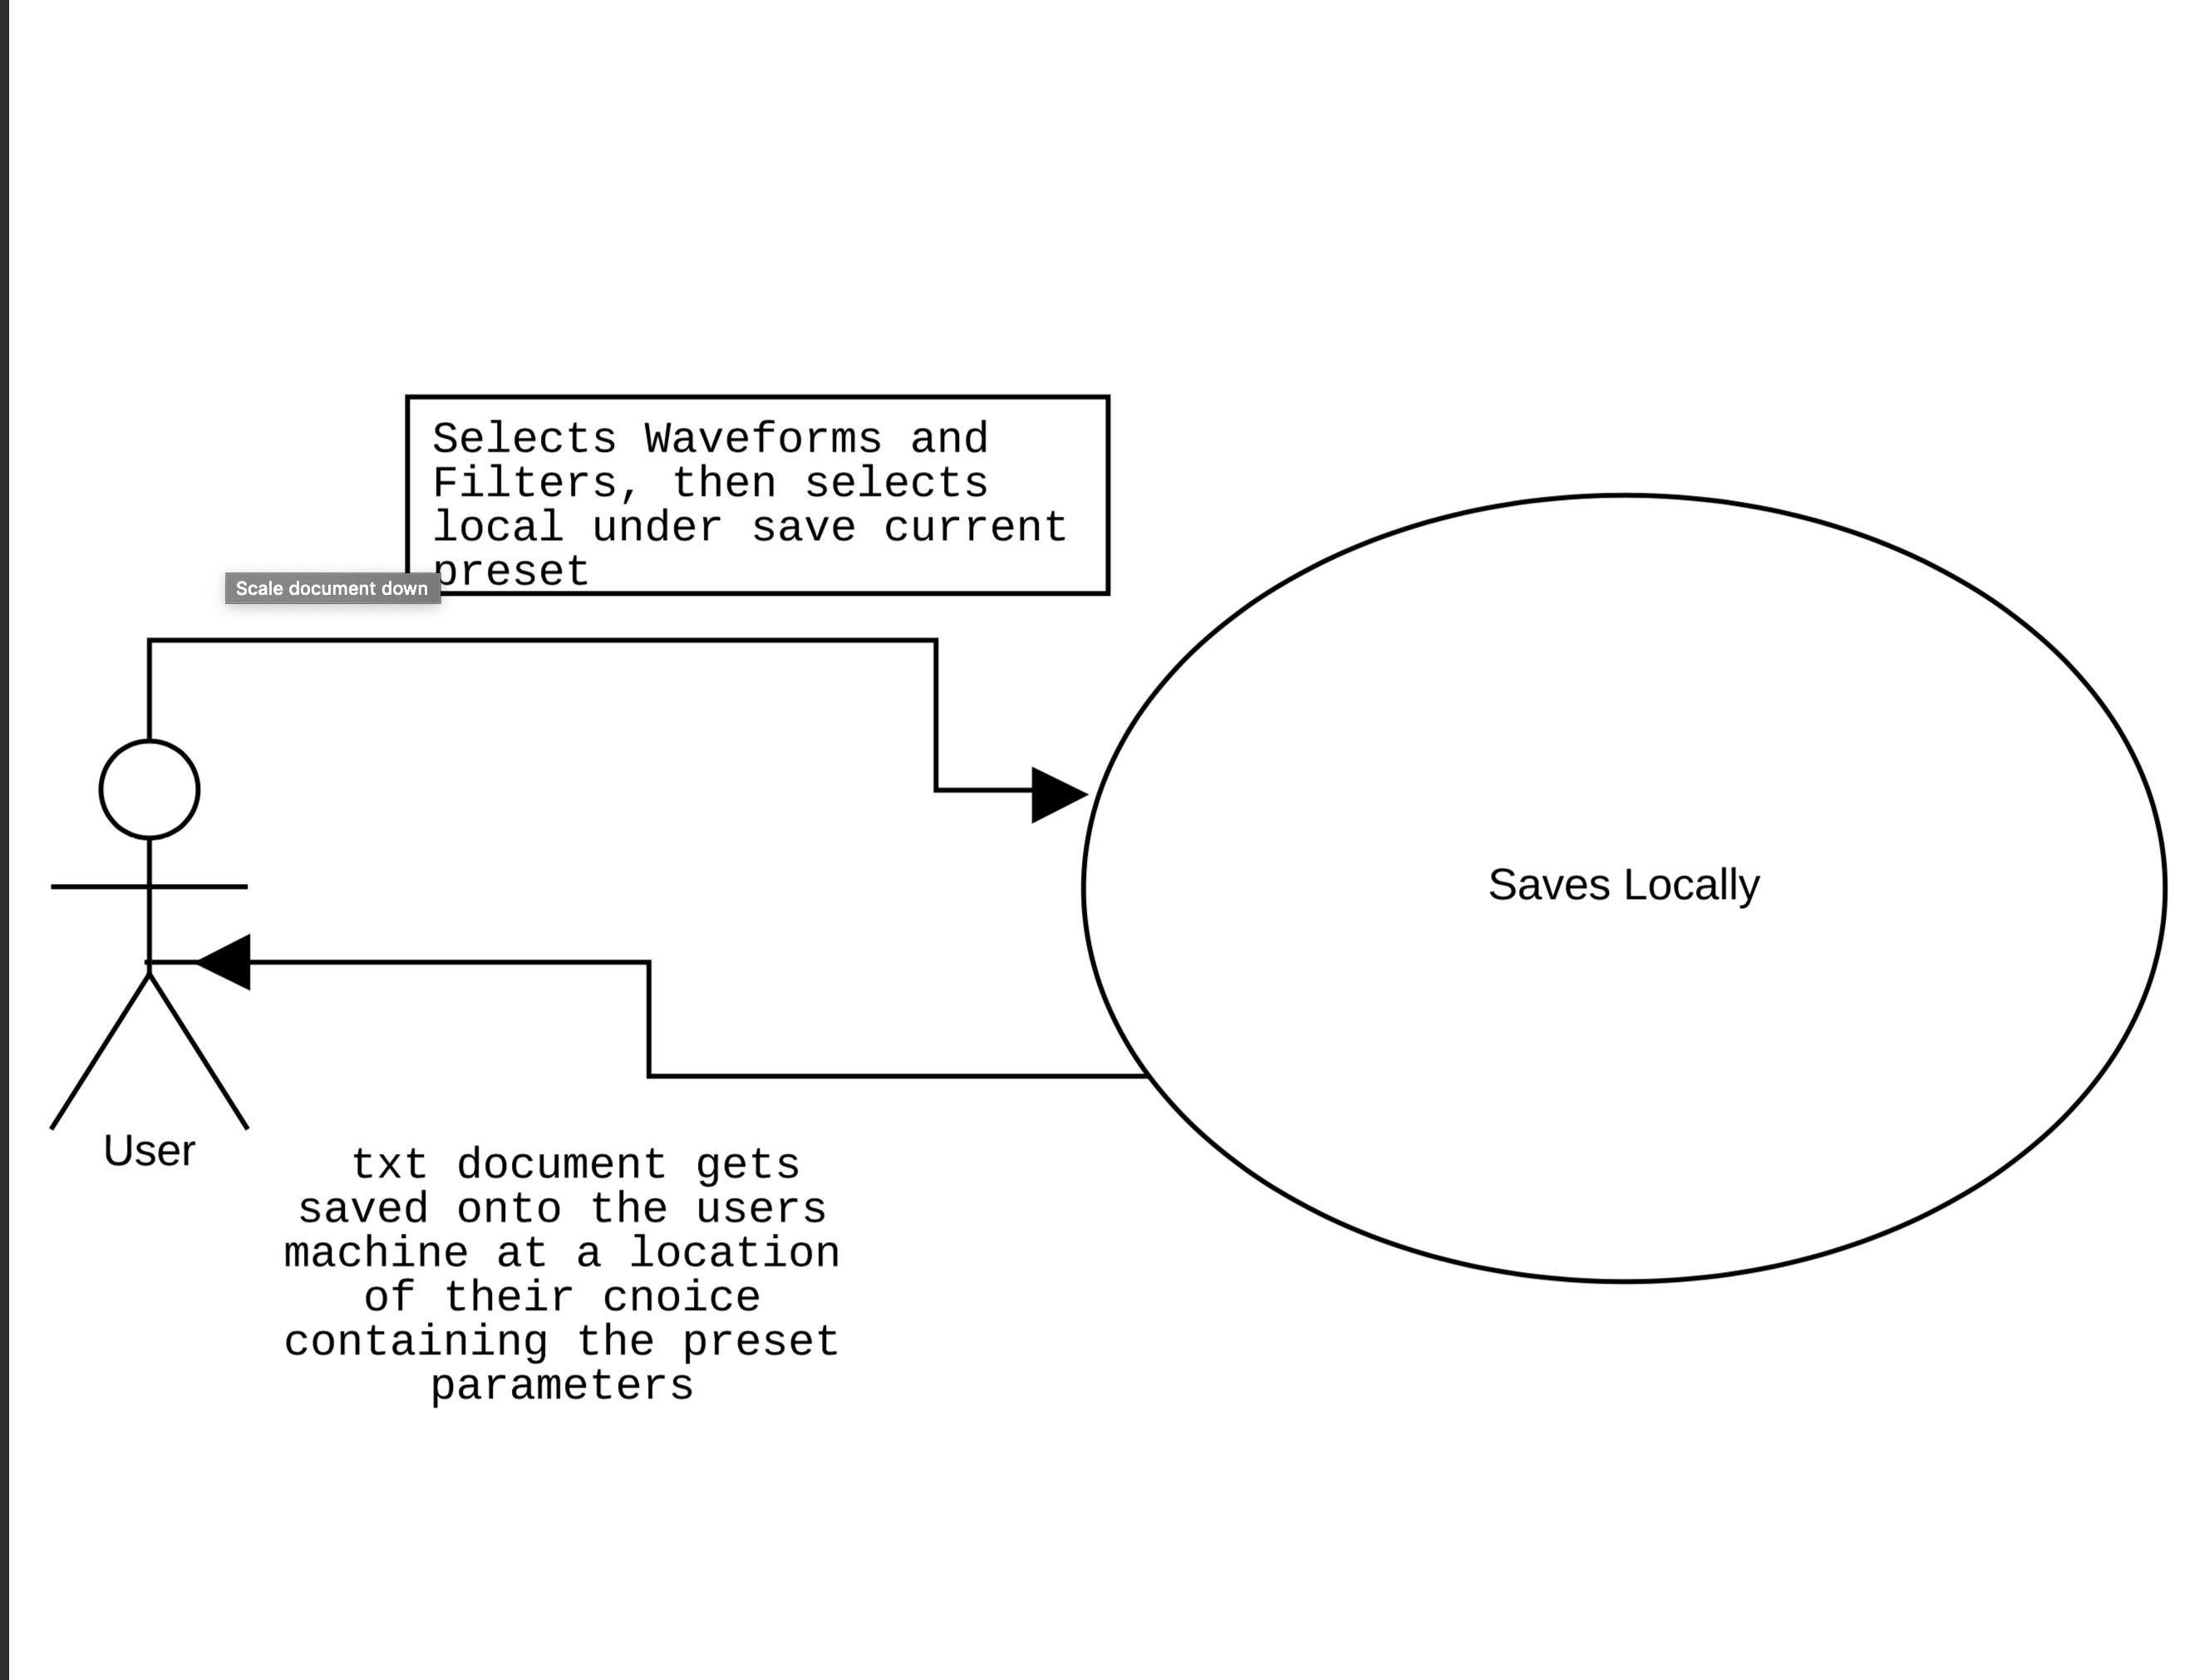 Selects Waveforms and
Filters, then selects
local under save current
preset
Scale document down
Saves Locally
User
txt document gets
saved onto the users
machine at a location
of their cnoice
containing the preset
parameters